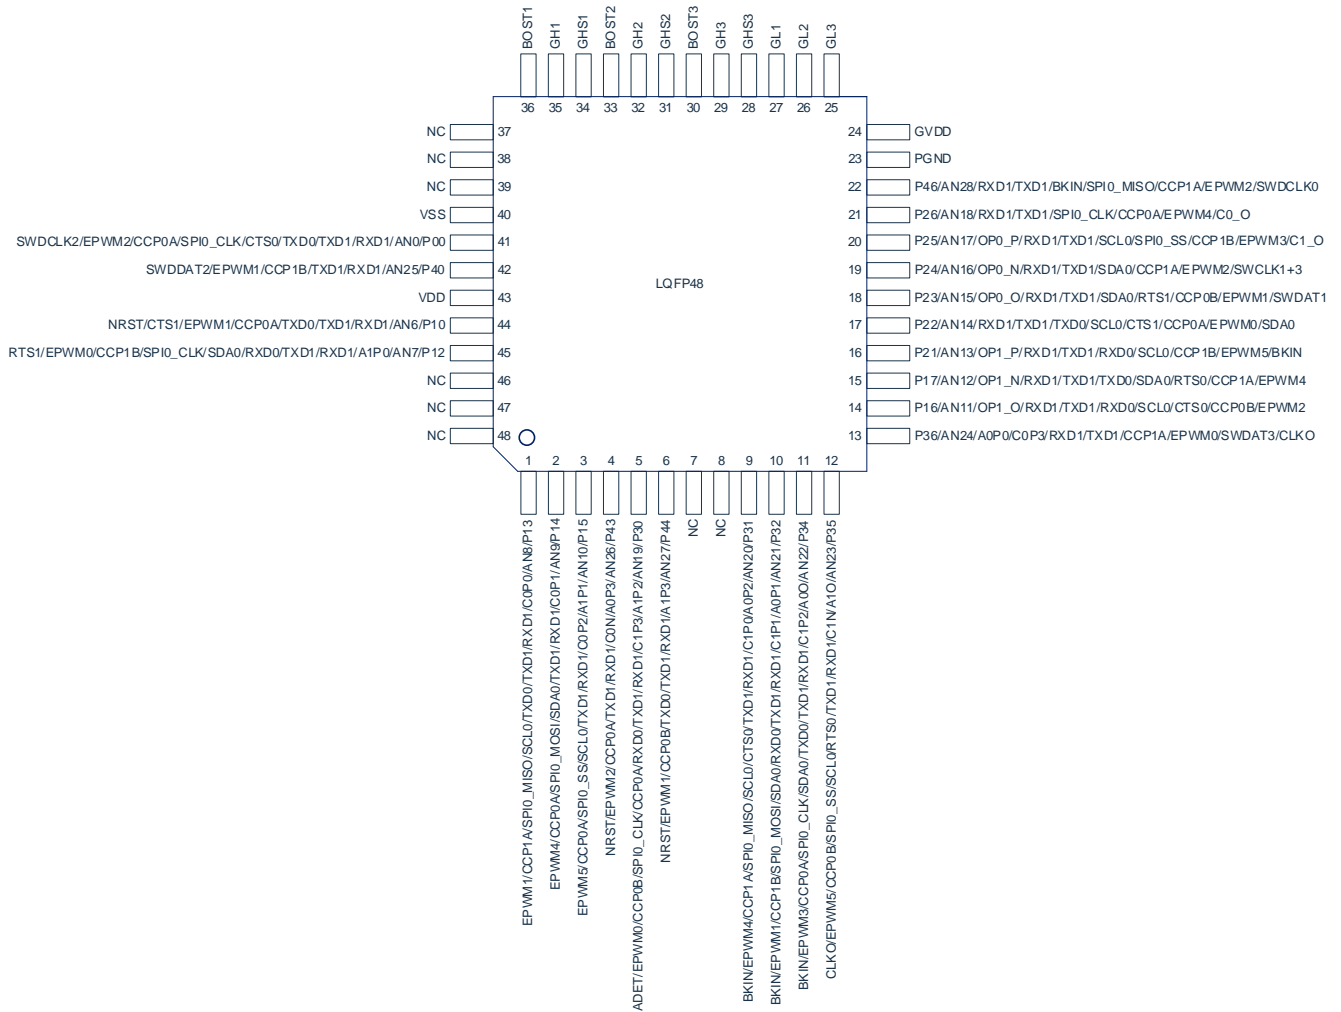 BOST1
GH1
GHS1
BOST2
GH2
GHS2
BOST3
GH3
GHS3
GL1
GL2
GL3
36 35 34 33 32 31 30 29 28 27 26 25
NC 37
NC 38
NC 39
VSS 40
SWDCLK2/EPWM2/CCP0A/SPI0_CLK/CTS0/TXD0/TXD1/RXD1/AN0/P00 41
SWDDAT2/EPWM1/CCP1B/TXD1/RXD1/AN25/P40 42
VDD 43
NRST/CTS1/EPWM1/CCP0A/TXD0/TXD1/RXD1/AN6/P10 44
RTS1/EPWM0/CCP1B/SPI0_CLK/SDA0/RXD0/TXD1/RXD1/A1P0/AN7/P12 45
NC 46
NC 47
NC 48
LQFP48
24 GVDD
23 PGND
22 P46/AN28/RXD1/TXD1/BKIN/SPI0_MISO/CCP1A/EPWM2/SWDCLK0
21 P26/AN18/RXD1/TXD1/SPI0_CLK/CCP0A/EPWM4/C0_O
20 P25/AN17/OP0_P/RXD1/TXD1/SCL0/SPI0_SS/CCP1B/EPWM3/C1_O
19 P24/AN16/OP0_N/RXD1/TXD1/SDA0/CCP1A/EPWM2/SWCLK1+3
18 P23/AN15/OP0_O/RXD1/TXD1/SDA0/RTS1/CCP0B/EPWM1/SWDAT1
17 P22/AN14/RXD1/TXD1/TXD0/SCL0/CTS1/CCP0A/EPWM0/SDA0
16 P21/AN13/OP1_P/RXD1/TXD1/RXD0/SCL0/CCP1B/EPWM5/BKIN
15 P17/AN12/OP1_N/RXD1/TXD1/TXD0/SDA0/RTS0/CCP1A/EPWM4
14 P16/AN11/OP1_O/RXD1/TXD1/RXD0/SCL0/CTS0/CCP0B/EPWM2
13 P36/AN24/A0P0/C0P3/RXD1/TXD1/CCP1A/EPWM0/SWDAT3/CLKO
1 2 3 4 5 6 7 8 9 10 11 12
EPWM1/CCP1A/SPI0_MISO/SCL0/TXD0/TXD1/RXD1/C0P0/AN8/P13
EPWM4/CCP0A/SPI0_MOSI/SDA0/TXD1/RXD1/C0P1/AN9/P14
EPWM5/CCP0A/SPI0_SS/SCL0/TXD1/RXD1/C0P2/A1P1/AN10/P15
NRST/EPWM2/CCP0A/TXD1/RXD1/C0N/A0P3/AN26/P43
ADET/EPWM0/CCP0B/SPI0_CLK/CCP0A/RXD0/TXD1/RXD1/C1P3/A1P2/AN19/P30
NRST/EPWM1/CCP0B/TXD0/TXD1/RXD1/A1P3/AN27/P44
NC
NC
BKIN/EPWM4/CCP1A/SPI0_MISO/SCL0/CTS0/TXD1/RXD1/C1P0/A0P2/AN20/P31
BKIN/EPWM1/CCP1B/SPI0_MOSI/SDA0/RXD0/TXD1/RXD1/C1P1/A0P1/AN21/P32
BKIN/EPWM3/CCP0A/SPI0_CLK/SDA0/TXD0/TXD1/RXD1/C1P2/A0O/AN22/P34
CLKO/EPWM5/CCP0B/SPI0_SS/SCL0/RTS0/TXD1/RXD1/C1N/A1O/AN23/P35